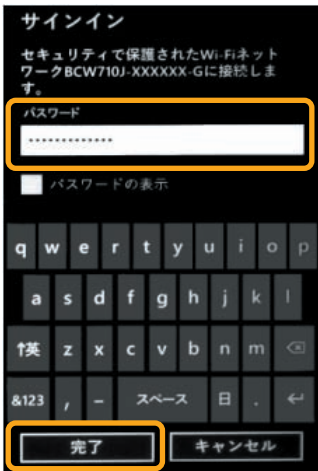 サインイン
セキュリティで保護されたWi-Fiネット
ワークBCW710J-XXXXXX-Gに接続しま
す。
パスワード
•••••••••••••
パスワードの表示
q w e r t y u i o p
a s d f g h j k l
↑英 z x c v b n m ⌫
&123 , – スペース 日 . ↵
完了 キャンセル